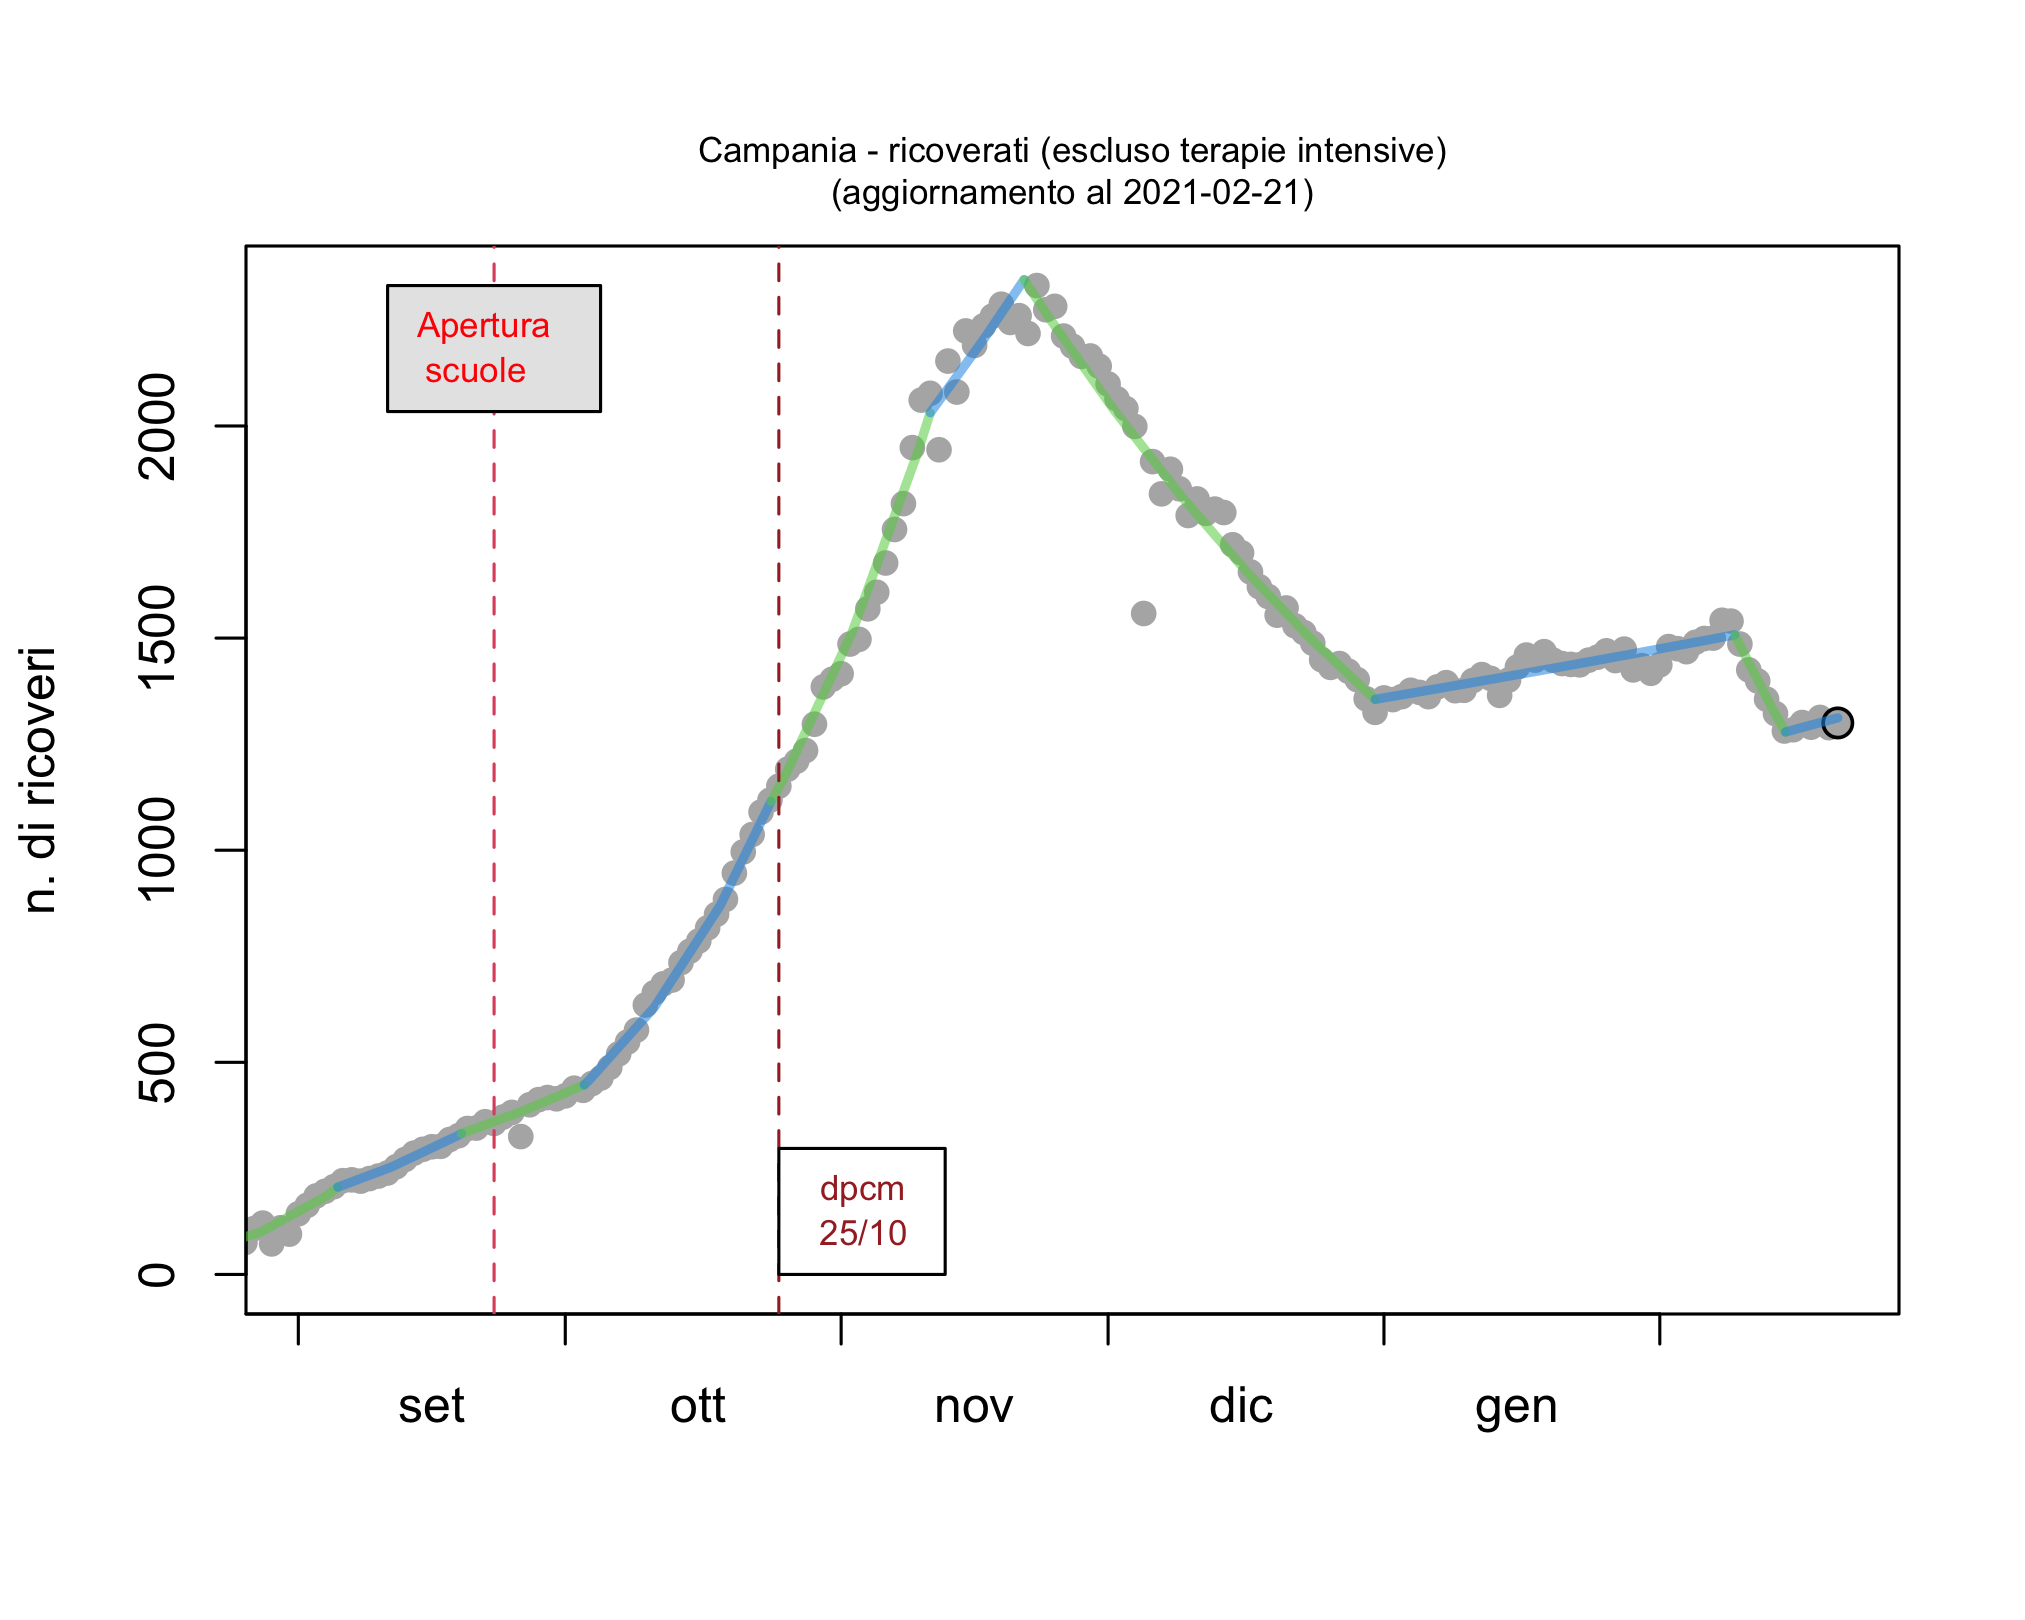 Campania - ricoverati (escluso terapie intensive)
(aggiornamento al 2021-02-21)
Apertura
scuole
n. di ricoveri
2000
1500
1000
500
0
dpcm
25/10
set ott nov dic gen